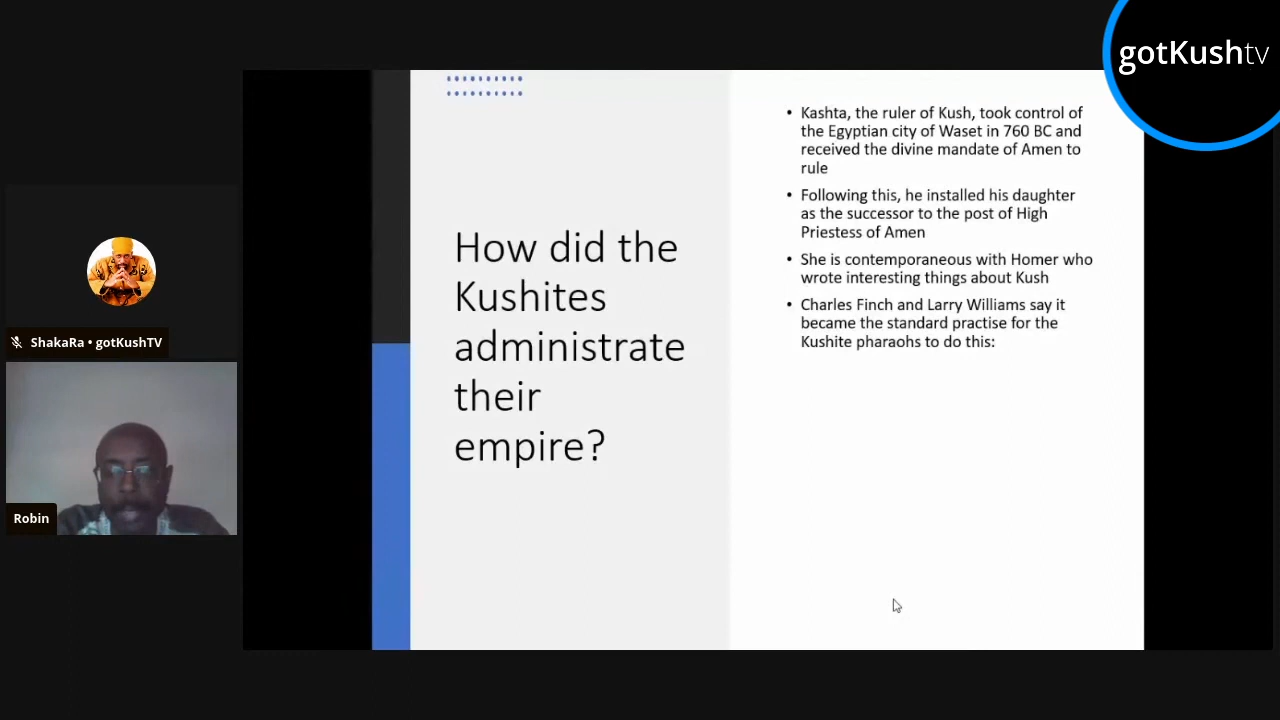 gotKushtv
How did the
Kushites
administrate
their
empire?
• Kashta, the ruler of Kush, took control of
the Egyptian city of Waset in 760 BC and
received the divine mandate of Amen to
rule
• Following this, he installed his daughter
as the successor to the post of High
Priestess of Amen
• She is contemporaneous with Homer who
wrote interesting things about Kush
• Charles Finch and Larry Williams say it
became the standard practise for the
Kushite pharaohs to do this:
ShakaRa • gotKushTV
Robin